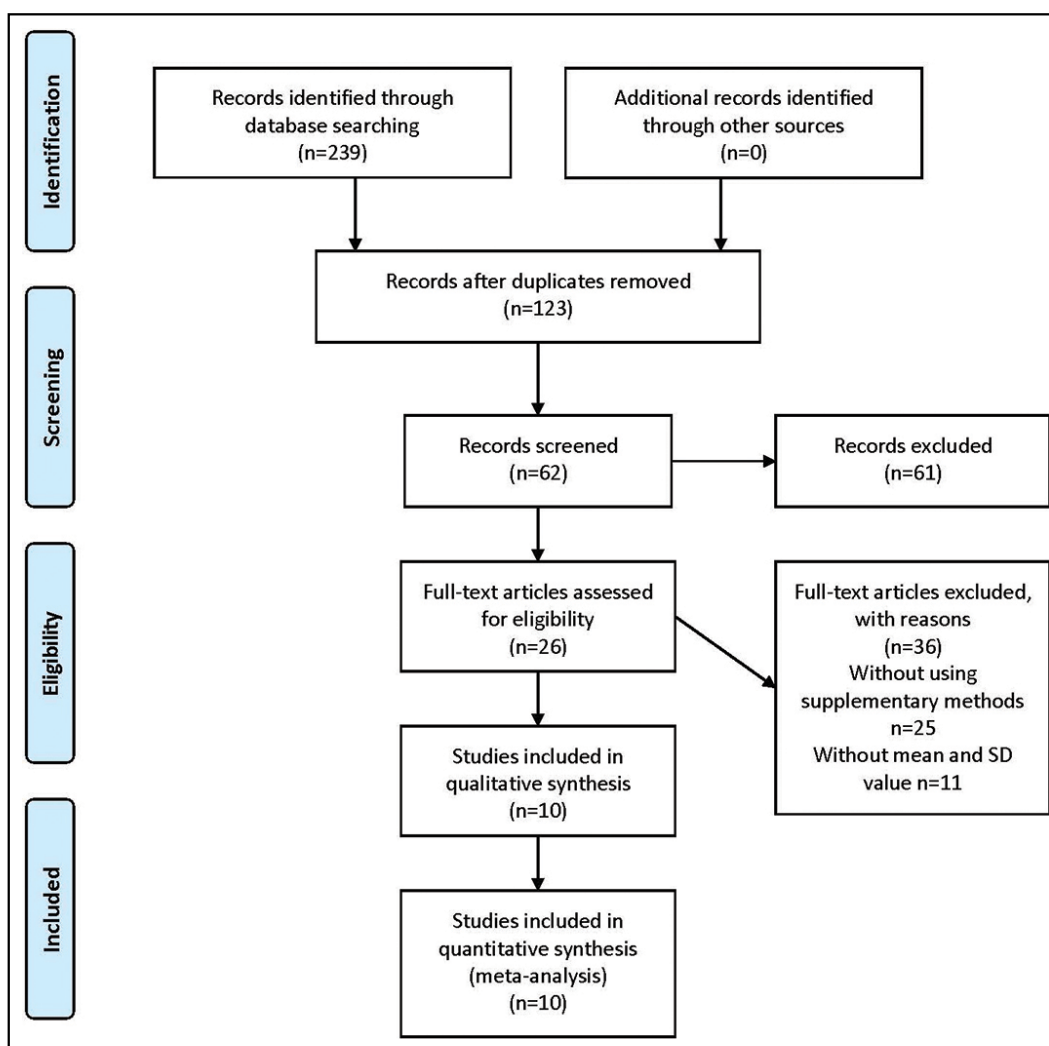 Identification
Records identified through
database searching
(n=239)
Additional records identified
through other sources
(n=0)
Records after duplicates removed
(n=123)
Screening
Records screened
(n=62)
Records excluded
(n=61)
Eligibility
Full-text articles assessed
for eligibility
(n=26)
Full-text articles excluded,
with reasons
(n=36)
Without using
supplementary methods
n=25
Without mean and SD
value n=11
Studies included in
qualitative synthesis
(n=10)
Included
Studies included in
quantitative synthesis
(meta-analysis)
(n=10)